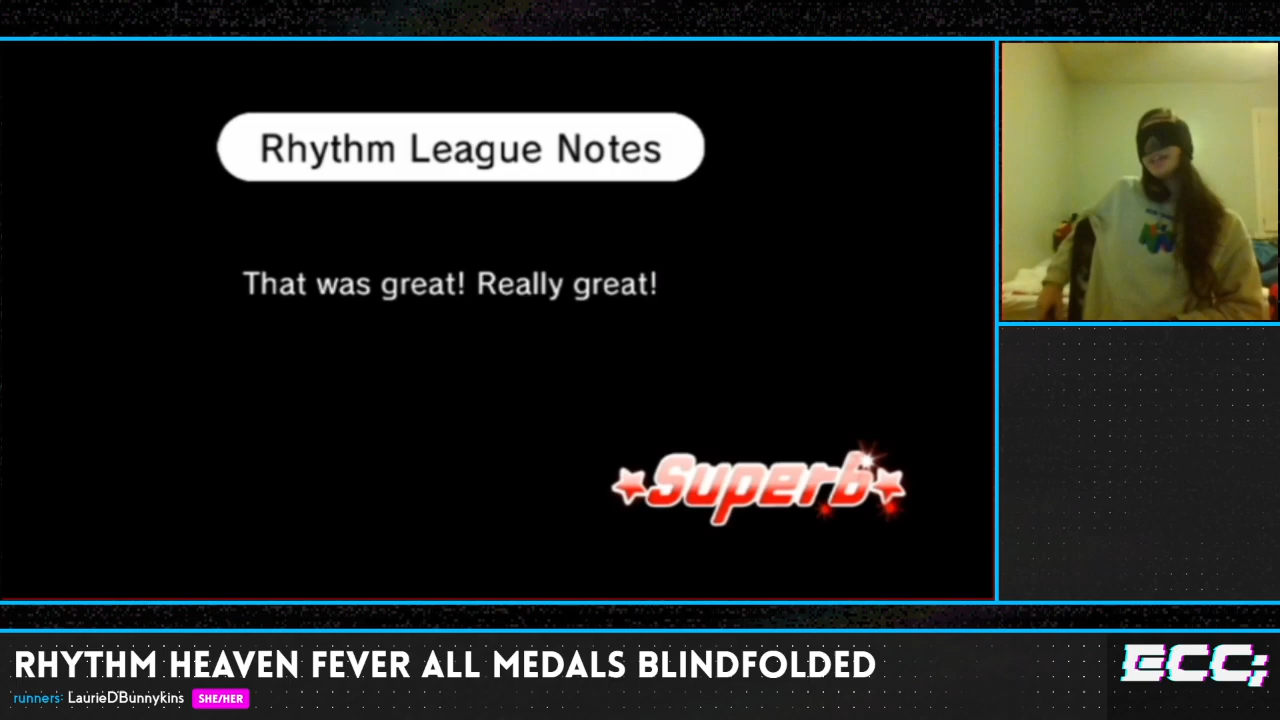 Rhythm League Notes
That was great! Really great!
Superb
RHYTHM HEAVEN FEVER ALL MEDALS BLINDFOLDED
runners: LaurieDBunnykins SHE/HER
ECC;